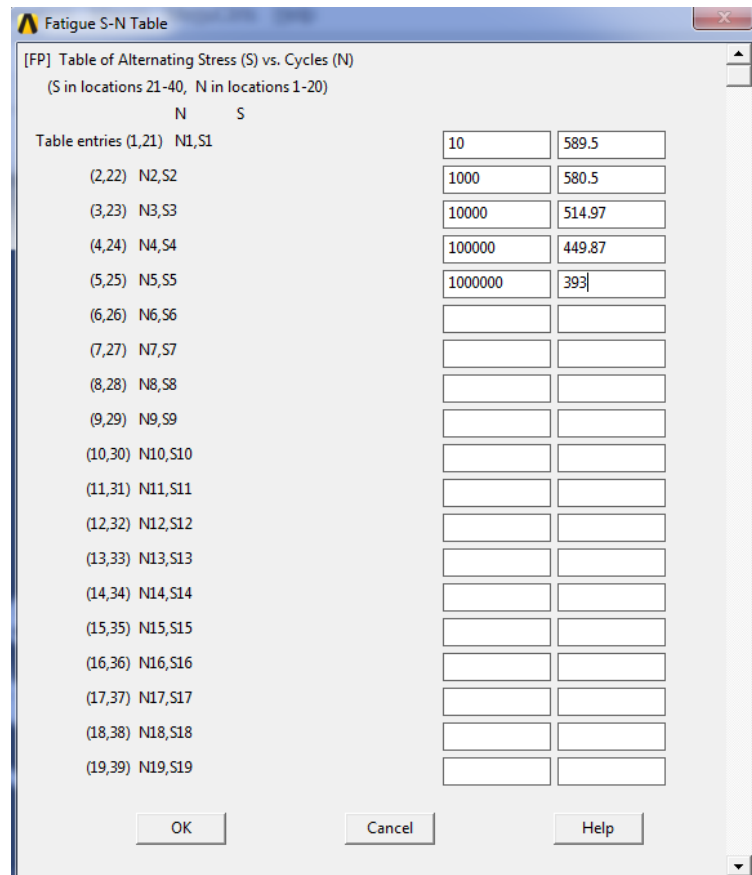 Fatigue S-N Table
[FP] Table of Alternating Stress (S) vs. Cycles (N)
(S in locations 21-40, N in locations 1-20)
N S
Table entries (1,21) N1,S1 10 589.5
(2,22) N2,S2 1000 580.5
(3,23) N3,S3 10000 514.97
(4,24) N4,S4 100000 449.87
(5,25) N5,S5 1000000 393
(6,26) N6,S6
(7,27) N7,S7
(8,28) N8,S8
(9,29) N9,S9
(10,30) N10,S10
(11,31) N11,S11
(12,32) N12,S12
(13,33) N13,S13
(14,34) N14,S14
(15,35) N15,S15
(16,36) N16,S16
(17,37) N17,S17
(18,38) N18,S18
(19,39) N19,S19
OK Cancel Help